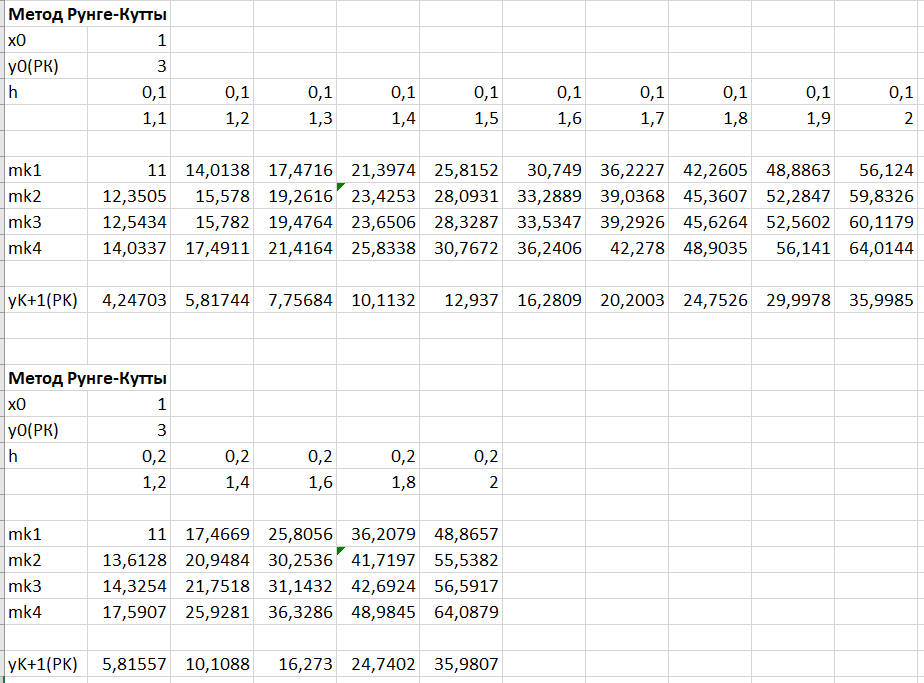 Метод Рунге-Кутты
x0 1
y0(РК) 3
h 0,1 0,1 0,1 0,1 0,1 0,1 0,1 0,1 0,1 0,1
1,1 1,2 1,3 1,4 1,5 1,6 1,7 1,8 1,9 2
mk1 11 14,0138 17,4716 21,3974 25,8152 30,749 36,2227 42,2605 48,8863 56,124
mk2 12,3505 15,578 19,2616 23,4253 28,0931 33,2889 39,0368 45,3607 52,2847 59,8326
mk3 12,5434 15,782 19,4764 23,6506 28,3287 33,5347 39,2926 45,6264 52,5602 60,1179
mk4 14,0337 17,4911 21,4164 25,8338 30,7672 36,2406 42,278 48,9035 56,141 64,0144
yK+1(РК) 4,24703 5,81744 7,75684 10,1132 12,937 16,2809 20,2003 24,7526 29,9978 35,9985
Метод Рунге-Кутты
x0 1
y0(РК) 3
h 0,2 0,2 0,2 0,2 0,2
1,2 1,4 1,6 1,8 2
mk1 11 17,4669 25,8056 36,2079 48,8657
mk2 13,6128 20,9484 30,2536 41,7197 55,5382
mk3 14,3254 21,7518 31,1432 42,6924 56,5917
mk4 17,5907 25,9281 36,3286 48,9845 64,0879
yK+1(РК) 5,81557 10,1088 16,273 24,7402 35,9807